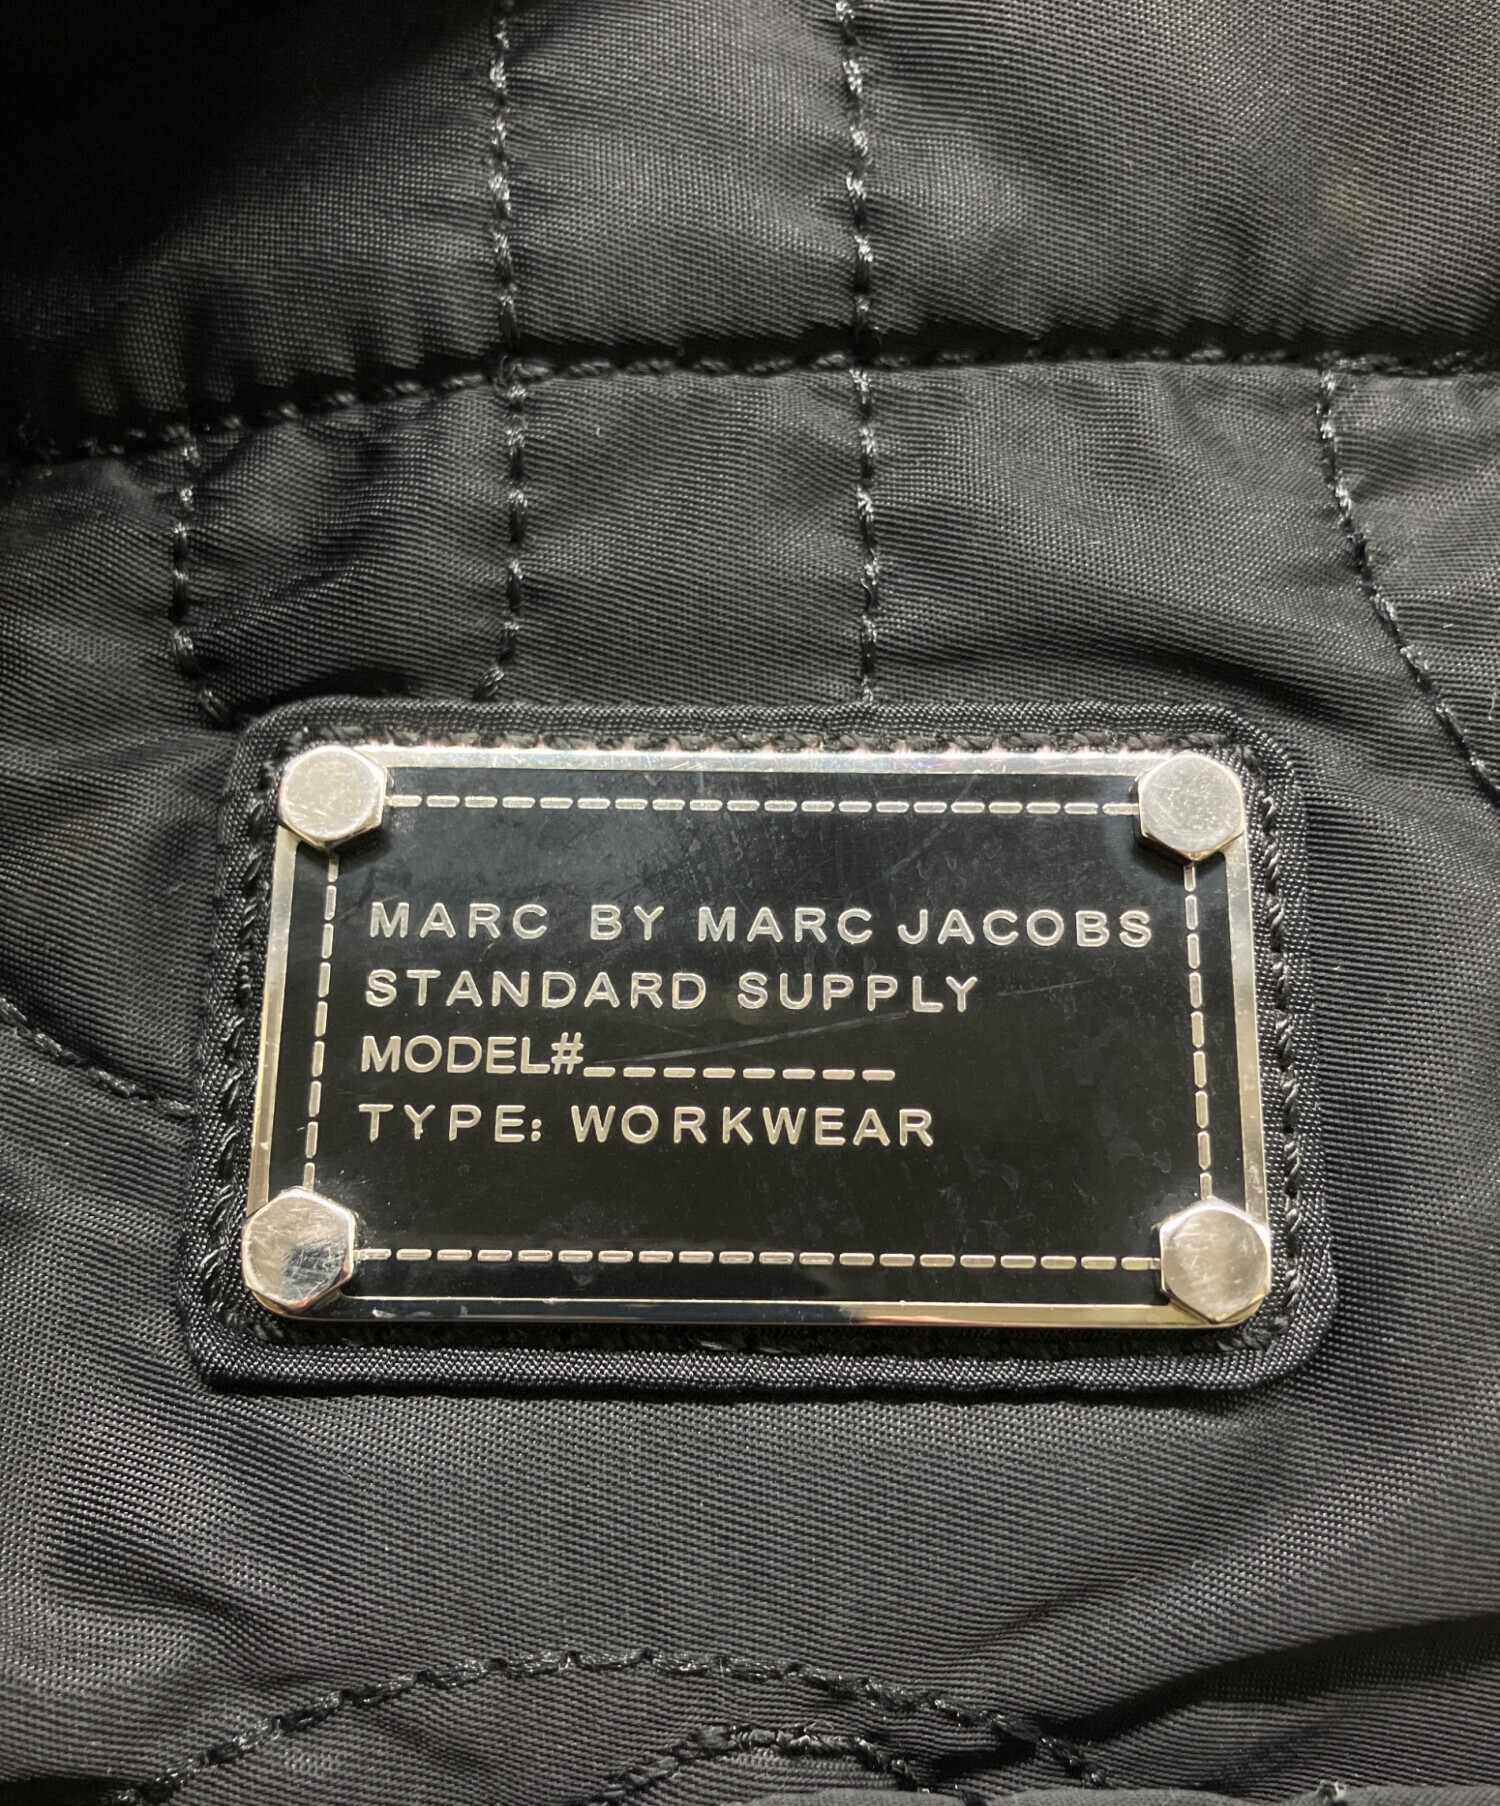 MARC BY MARC JACOBS
STANDARD SUPPLY
MODEL#________
TYPE: WORKWEAR